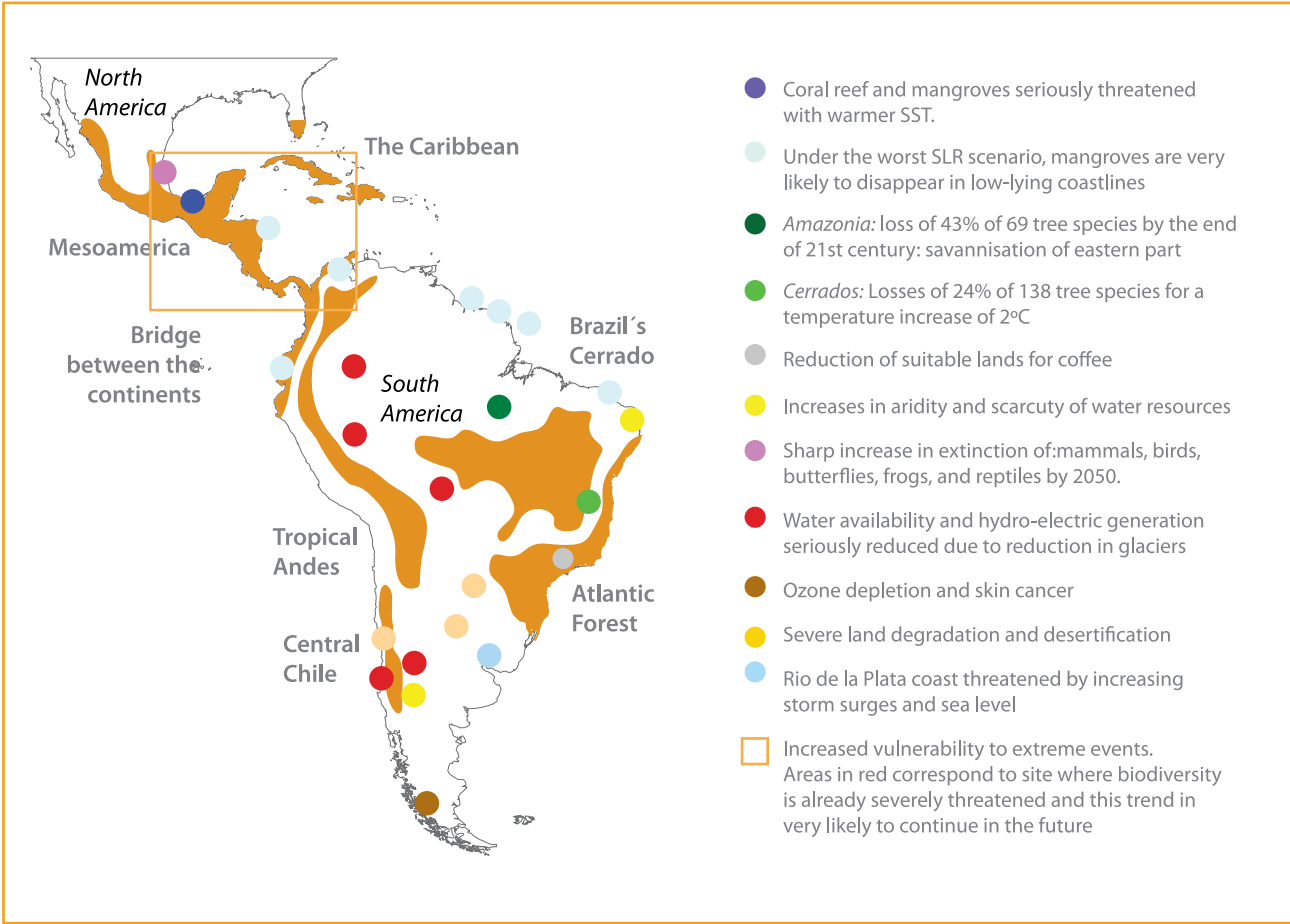 North
America
The Caribbean
Mesoamerica
Bridge
between the
continents
Brazil´s
Cerrado
South
America
Tropical
Andes
Atlantic
Forest
Central
Chile
Coral reef and mangroves seriously threatened
with warmer SST.
Under the worst SLR scenario, mangroves are very
likely to disappear in low-lying coastlines
Amazonia: loss of 43% of 69 tree species by the end
of 21st century: savannisation of eastern part
Cerrados: Losses of 24% of 138 tree species for a
temperature increase of 2ºC
Reduction of suitable lands for coffee
Increases in aridity and scarcuty of water resources
Sharp increase in extinction of:mammals, birds,
butterflies, frogs, and reptiles by 2050.
Water availability and hydro-electric generation
seriously reduced due to reduction in glaciers
Ozone depletion and skin cancer
Severe land degradation and desertification
Rio de la Plata coast threatened by increasing
storm surges and sea level
Increased vulnerability to extreme events.
Areas in red correspond to site where biodiversity
is already severely threatened and this trend in
very likely to continue in the future